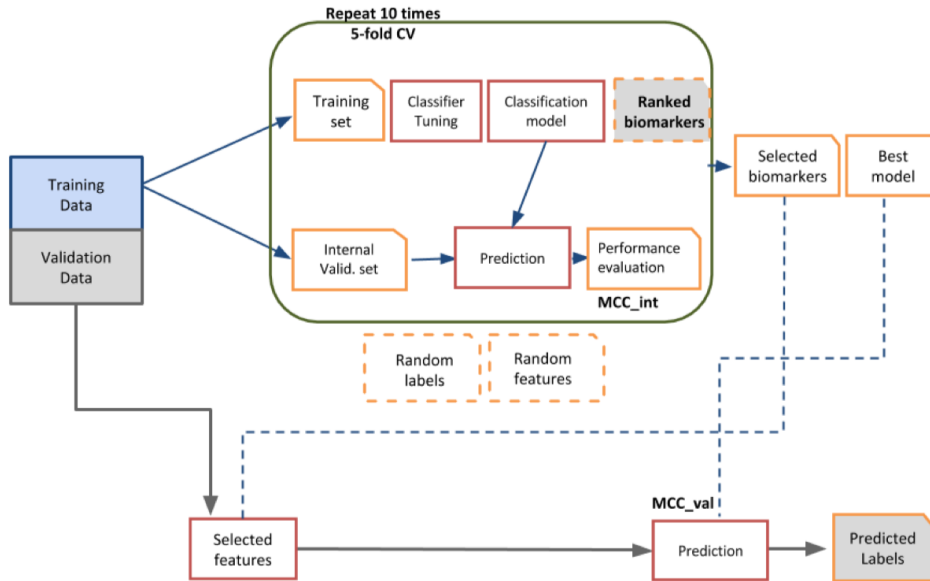 Repeat 10 times
5-fold CV
Training
set
Classifier
Tuning
Classification
model
Ranked
biomarkers
Training
Data
Validation
Data
Selected
biomarkers
Best
model
Internal
Valid. set
Prediction
Performance
evaluation
MCC_int
Random
labels
Random
features
MCC_val
Selected
features
Prediction
Predicted
Labels